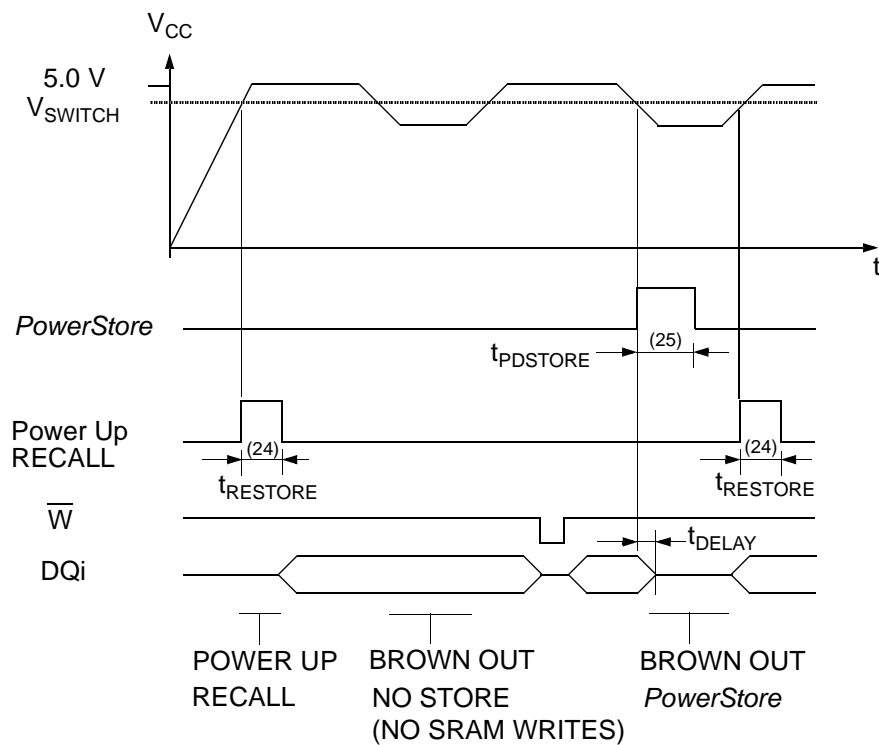 V_CC
5.0 V
V_SWITCH
t
PowerStore
(25)
t_PDSTORE
Power Up
RECALL
(24)
(24)
t_RESTORE
t_RESTORE
W̅
t_DELAY
DQi
POWER UP
RECALL
BROWN OUT
NO STORE
(NO SRAM WRITES)
BROWN OUT
PowerStore